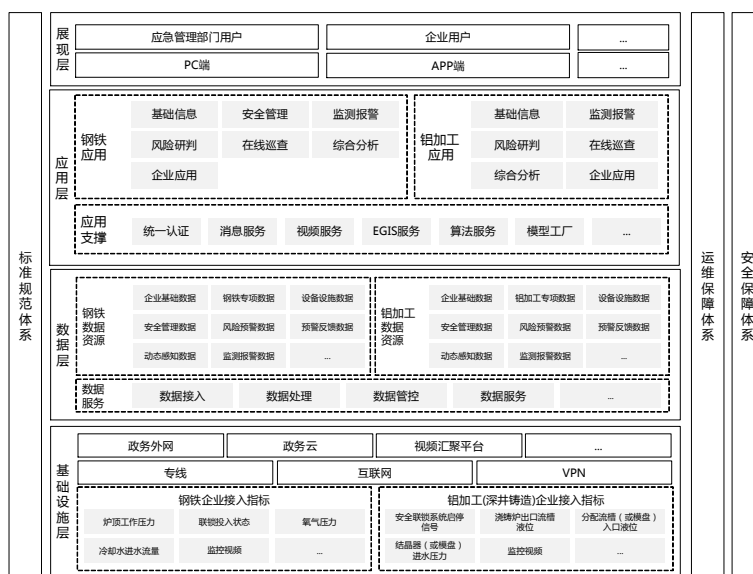 标准规范体系
展现层
应急管理部门用户
企业用户
...
PC端
APP端
...
应用层
钢铁
应用
基础信息
安全管理
监测报警
风险研判
在线巡查
综合分析
企业应用
铝加工
应用
基础信息
监测报警
风险研判
在线巡查
综合分析
企业应用
应用
支撑
统一认证
消息服务
视频服务
EGIS服务
算法服务
模型工厂
...
数据层
钢铁
数据
资源
企业基础数据
钢铁专项数据
设备设施数据
安全管理数据
风险预警数据
预警反馈数据
动态感知数据
监测报警数据
...
铝加工
数据
资源
企业基础数据
铝加工专项数据
设备设施数据
安全管理数据
风险预警数据
预警反馈数据
动态感知数据
监测报警数据
...
数据
服务
数据接入
数据处理
数据管控
数据服务
...
基础设施层
政务外网
政务云
视频汇聚平台
...
专线
互联网
VPN
钢铁企业接入指标
炉顶工作压力
联锁投入状态
氧气压力
冷却水进水流量
监控视频
...
铝加工(深井铸造)企业接入指标
安全联锁系统启停
信号
浇铸炉出口流槽
液位
分配流槽（或模盘）
入口液位
结晶器（或模盘）
进水压力
监控视频
...
运维保障体系
安全保障体系